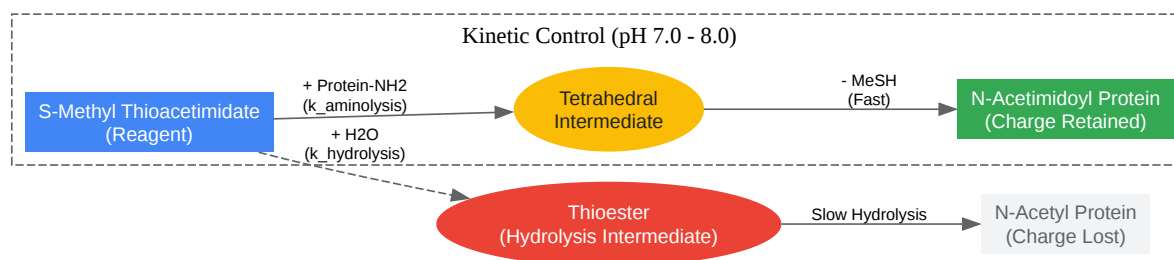 Kinetic Control (pH 7.0 - 8.0)
S-Methyl Thioacetimidate
(Reagent)
+ Protein-NH2
(k_aminolysis)
Tetrahedral
Intermediate
- MeSH
(Fast)
N-Acetimidoyl Protein
(Charge Retained)
+ H2O
(k_hydrolysis)
Thioester
(Hydrolysis Intermediate)
Slow Hydrolysis
N-Acetyl Protein
(Charge Lost)